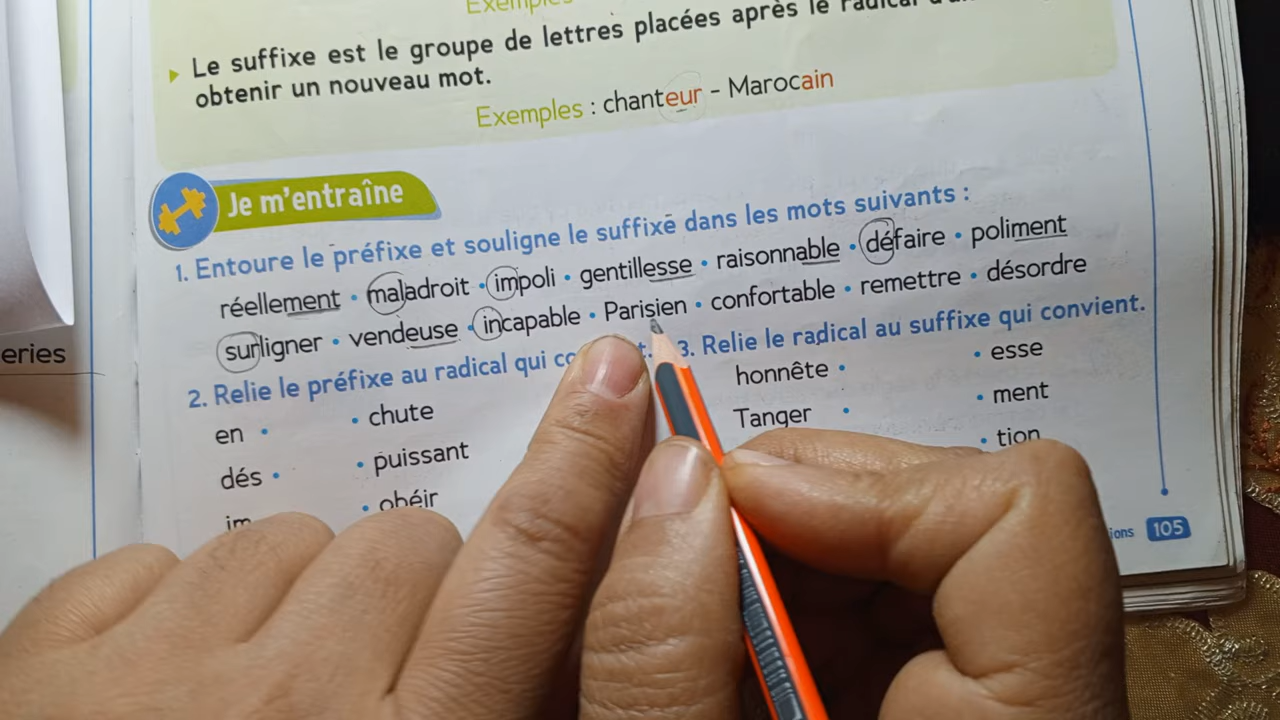 Exemples
Le suffixe est le groupe de lettres placées après le radical
obtenir un nouveau mot.
Exemples : chanteur - Marocain
Je m'entraîne
1. Entoure le préfixe et souligne le suffixe dans les mots suivants :
réellement • maladroit • impoli • gentillesse • raisonnable • défaire • poliment
surligner • vendeuse • incapable • Parisien • confortable • remettre • désordre
2. Relie le préfixe au radical qui
3. Relie le radical au suffixe qui convient.
en • • chute
dés • • puissant
im • obéir
honnête • • esse
Tanger • • ment
• tion
eries
105